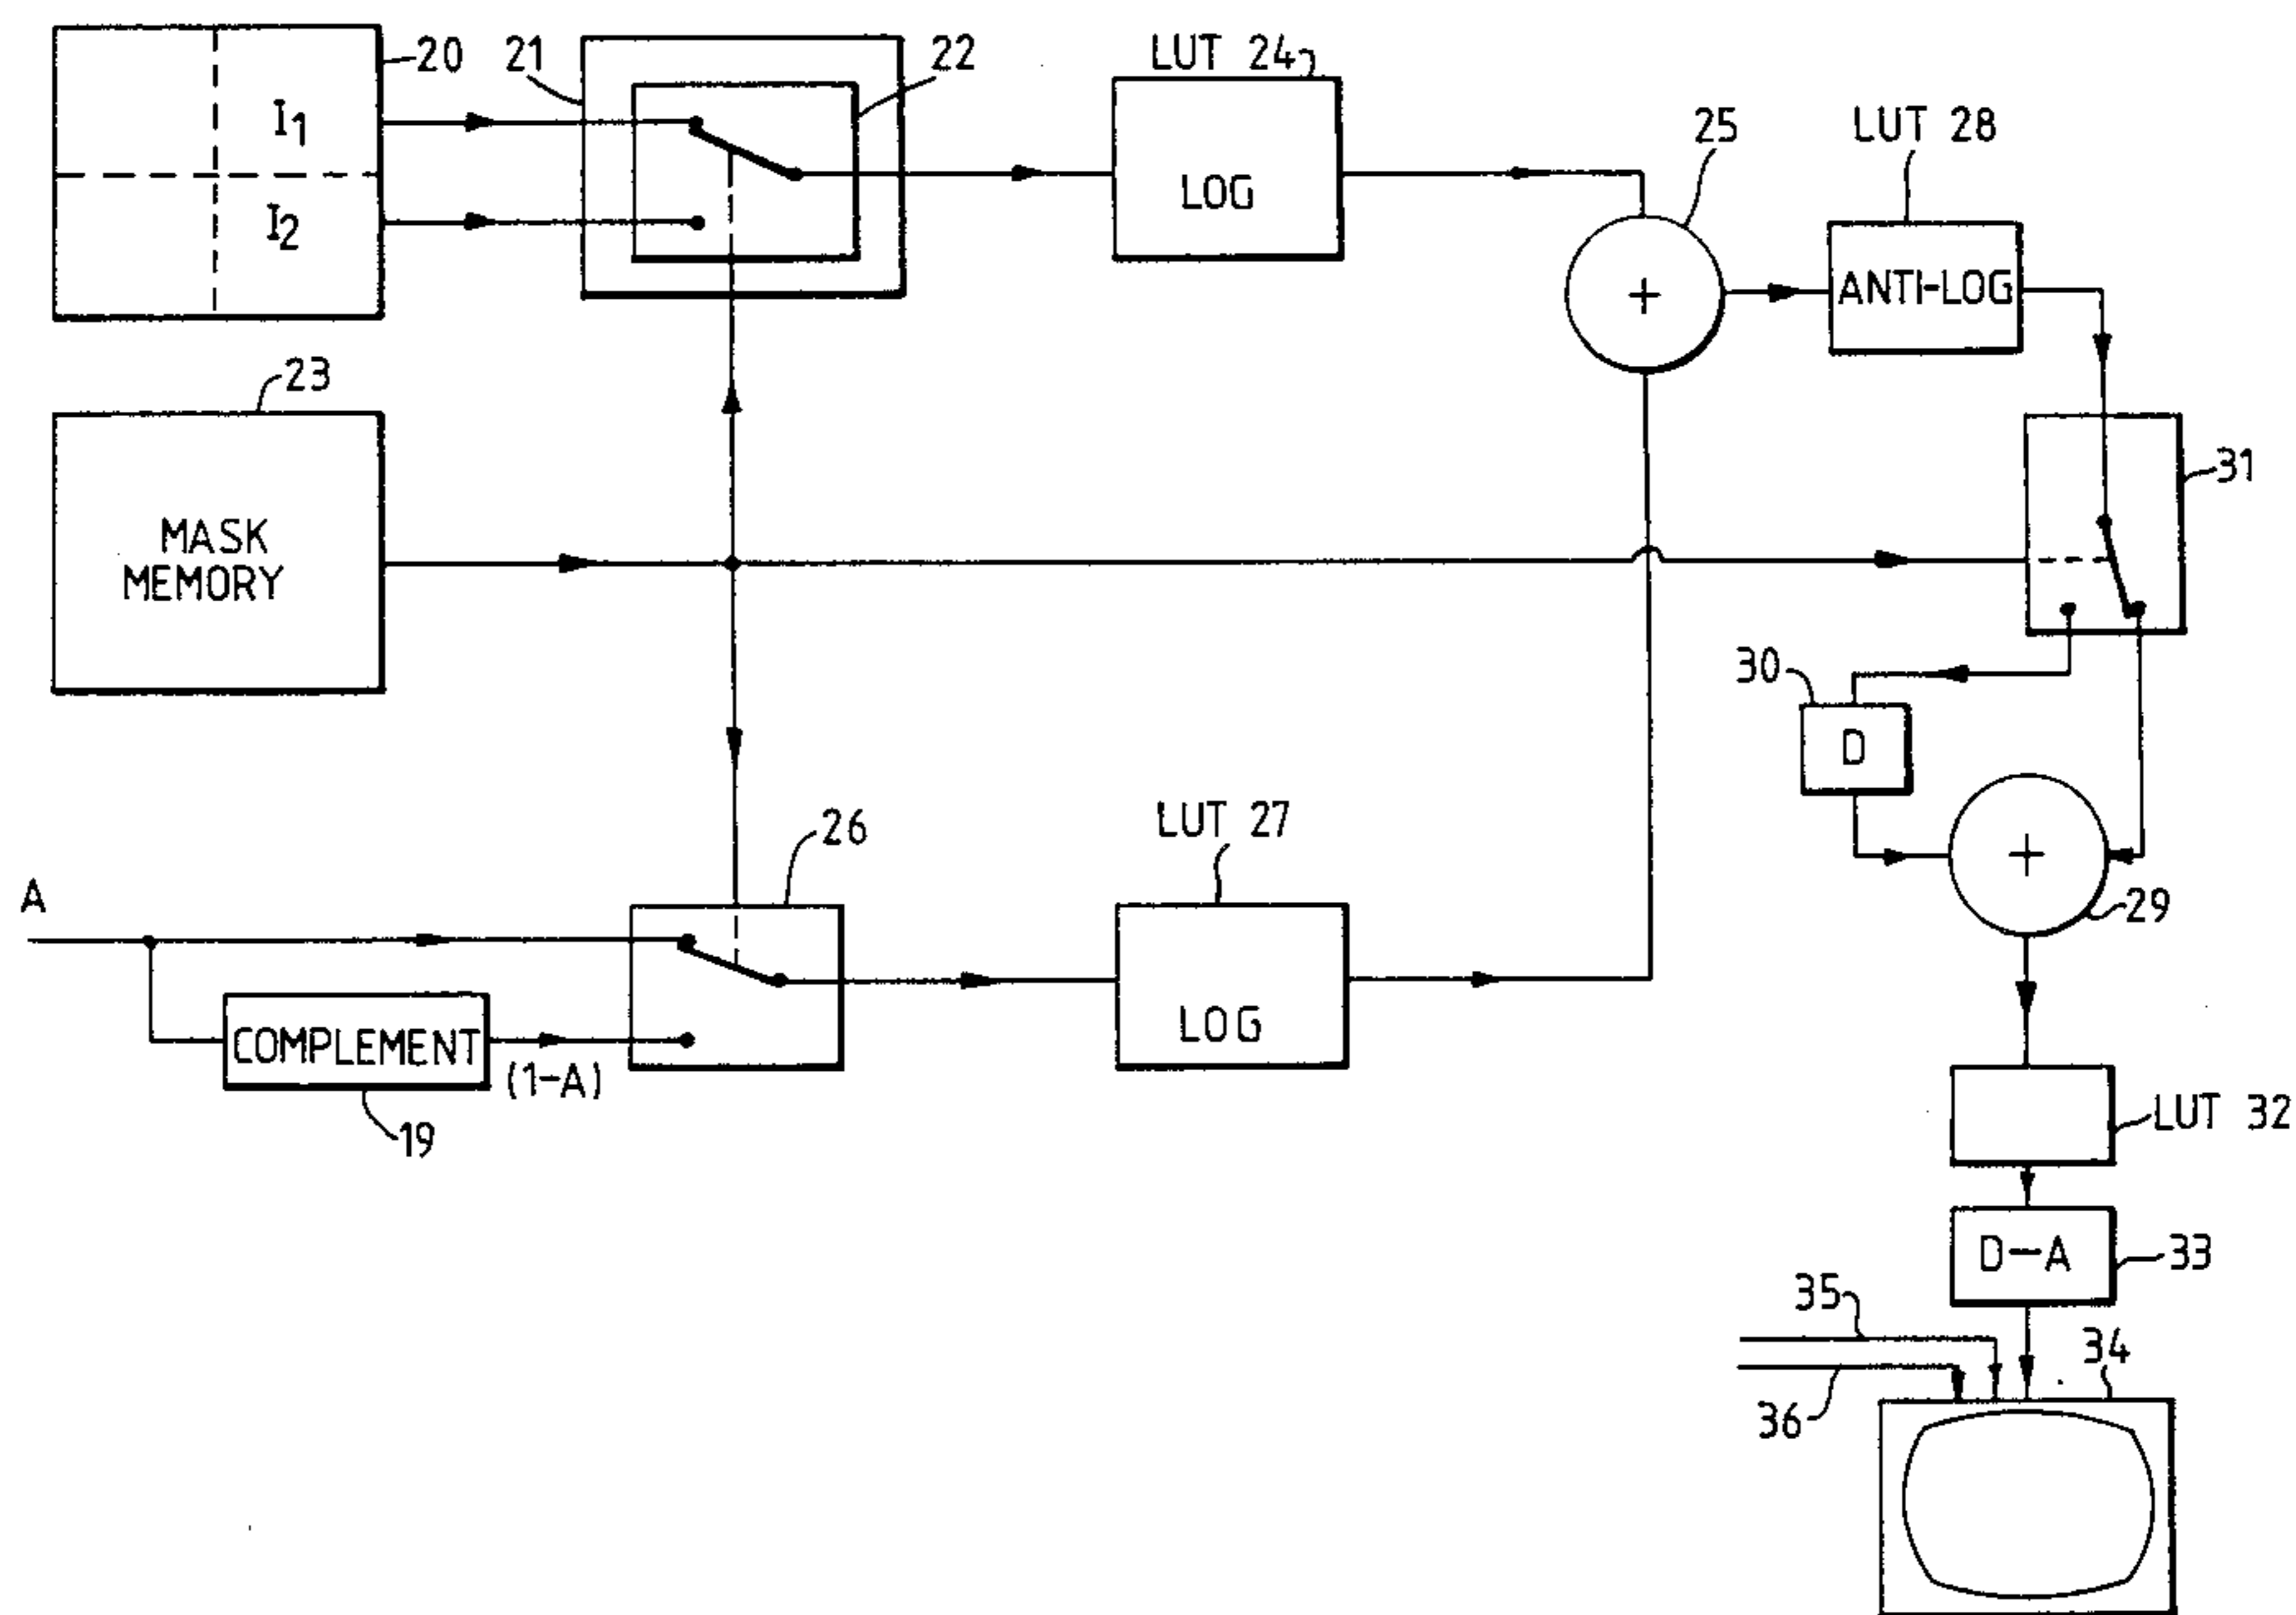 20
21
22
LUT 24
I1
I2
LOG
25
LUT 28
+
ANTI-LOG
23
MASK
MEMORY
31
30
D
A
26
LUT 27
+
29
COMPLEMENT
(1-A)
19
LOG
LUT 32
D-A
33
35
34
36